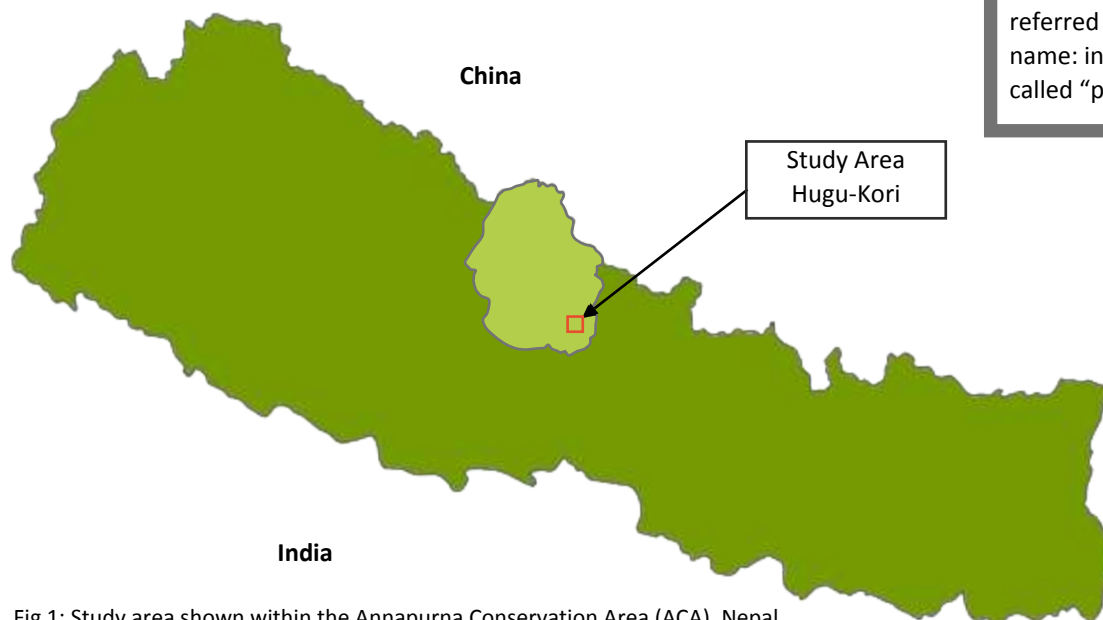 referred
name: in
called “p
China
Study Area
Hugu-Kori
India
Fig 1: Study area shown within the Annapurna Conservation Area (ACA), Nepal